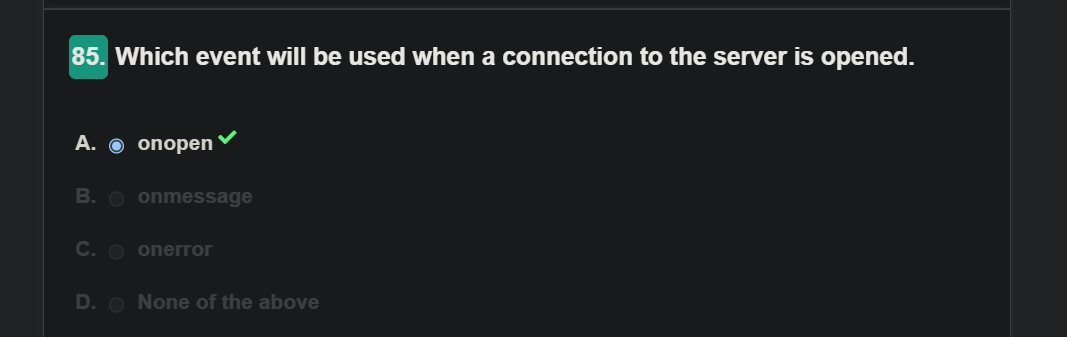 85. Which event will be used when a connection to the server is opened.
A. onopen
B. onmessage
C. onerror
D. None of the above